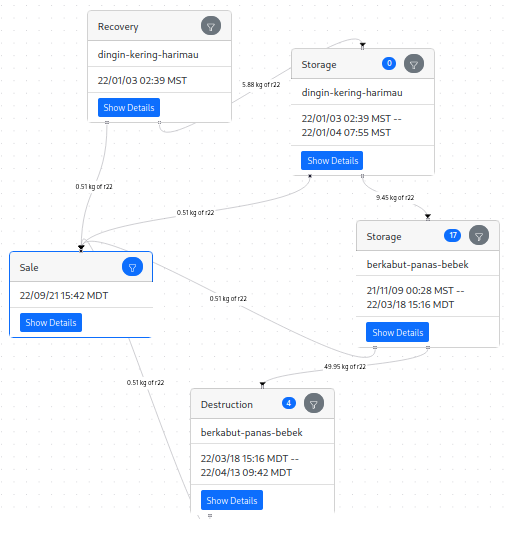 Recovery
dingin-kering-harimau
22/01/03 02:39 MST
Show Details
5.88 kg of r22
Storage
0
dingin-kering-harimau
22/01/03 02:39 MST --
22/01/04 07:55 MST
Show Details
0.51 kg of r22
9.45 kg of r22
0.51 kg of r22
Storage
17
berkabut-panas-bebek
21/11/09 00:28 MST --
22/03/18 15:16 MDT
Show Details
Sale
22/09/21 15:42 MDT
Show Details
0.51 kg of r22
49.95 kg of r22
0.51 kg of r22
Destruction
4
berkabut-panas-bebek
22/03/18 15:16 MDT --
22/04/13 09:42 MDT
Show Details